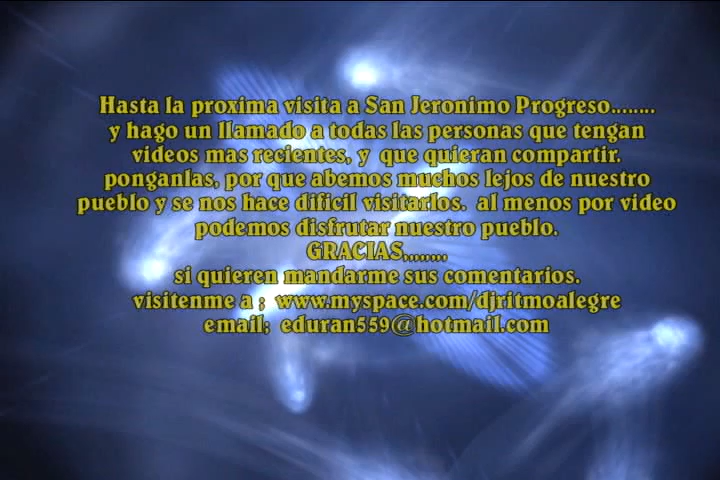 Hasta la proxima visita a San Jeronimo Progreso........
y hago un llamado a todas las personas que tengan
videos mas recientes, y que quieran compartir.
ponganlas, por que abemos muchos lejos de nuestro
pueblo y se nos hace dificil visitarlos. al menos por video
podemos disfrutar nuestro pueblo.
GRACIAS,.......
si quieren mandarme sus comentarios.
visitenme a ; www.myspace.com/djritmoalegre
email; eduran559@hotmail.com